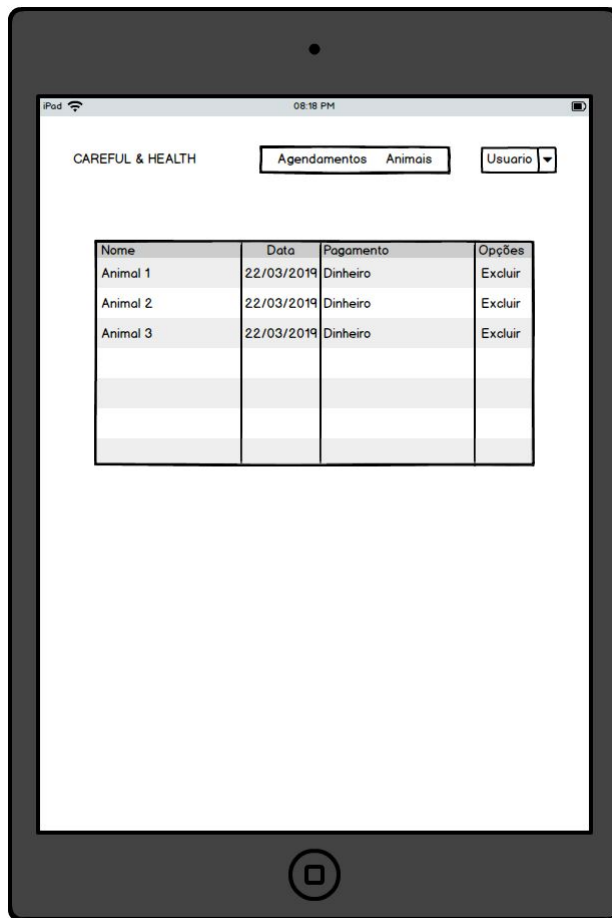 iPad 08:18 PM
CAREFUL & HEALTH Agendamentos Animais Usuario
Nome Data Pagamento Opções
Animal 1 22/03/2019 Dinheiro Excluir
Animal 2 22/03/2019 Dinheiro Excluir
Animal 3 22/03/2019 Dinheiro Excluir